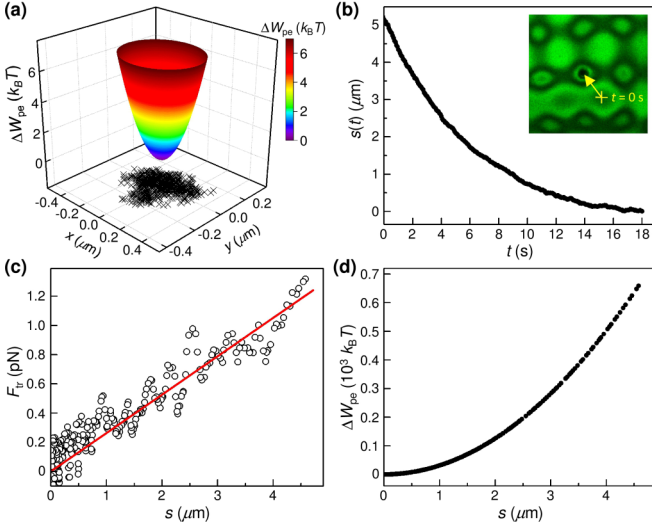 (a)
ΔW_pe (k_BT)
6
4
2
0
ΔW_pe (k_BT)
7
6
5
4
3
2
1
0
-0.4
-0.2
0.0
0.2
0.4
x (μm)
-0.4
-0.2
0.0
0.2
y (μm)
(b)
s(t) (μm)
5
4
3
2
1
0
t = 0 s
0 2 4 6 8 10 12 14 16 18
t (s)
(c)
F_tr (pN)
1.2
1.0
0.8
0.6
0.4
0.2
0
0 1 2 3 4
s (μm)
(d)
ΔW_pe (10³ k_BT)
0.7
0.6
0.5
0.4
0.3
0.2
0.1
0
0 1 2 3 4
s (μm)